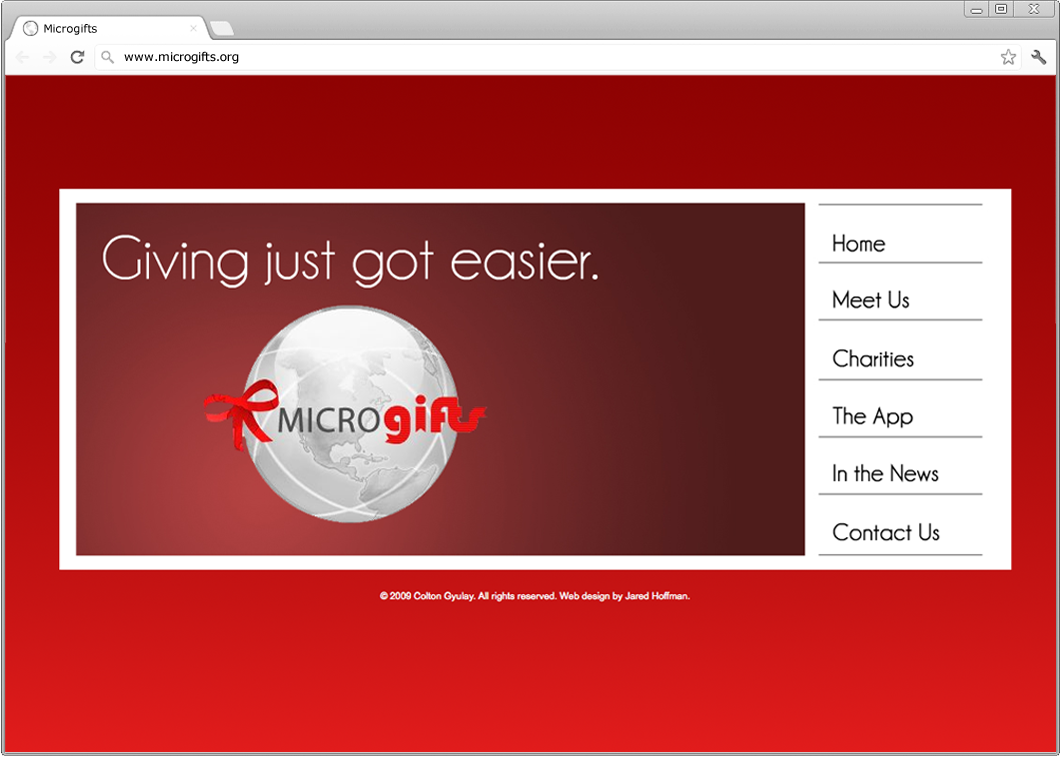 Microgifts
www.microgifts.org
Giving just got easier.
MICROgifts
Home
Meet Us
Charities
The App
In the News
Contact Us
© 2009 Colton Gyulay. All rights reserved. Web design by Jared Hoffman.